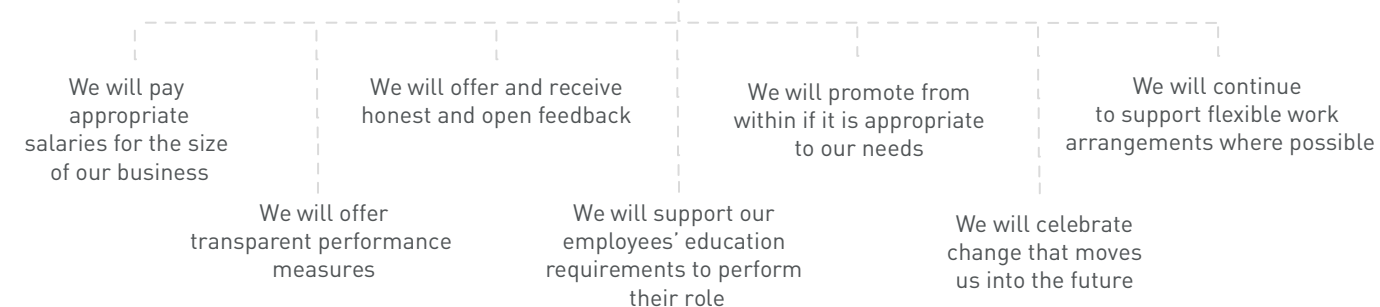 We will pay
appropriate
salaries for the size
of our business
We will offer
transparent performance
measures
We will offer and receive
honest and open feedback
We will support our
employees’ education
requirements to perform
their role
We will promote from
within if it is appropriate
to our needs
We will celebrate
change that moves
us into the future
We will continue
to support flexible work
arrangements where possible